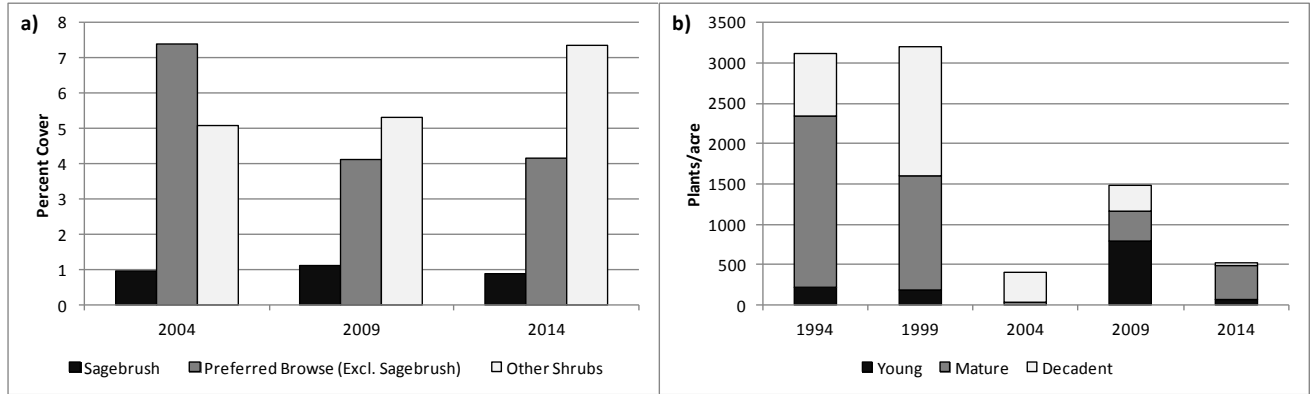 a)
Percent Cover
8
7
6
5
4
3
2
1
0
2004 2009 2014
Sagebrush Preferred Browse (Excl. Sagebrush) Other Shrubs
b)
Plants/acre
3500
3000
2500
2000
1500
1000
500
0
1994 1999 2004 2009 2014
Young Mature Decadent